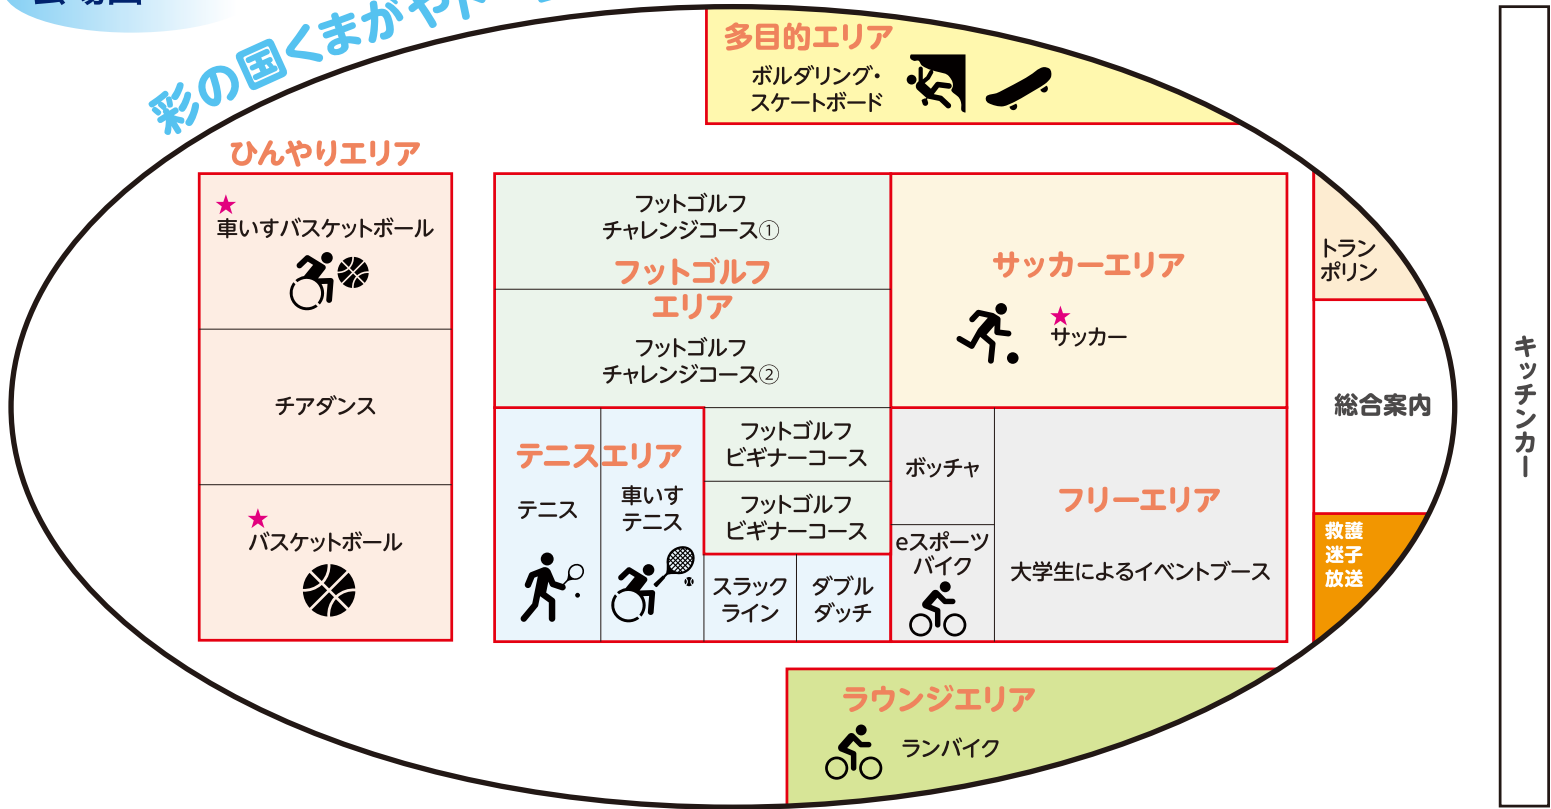 彩の国くまがや
多目的エリア
ボルダリング・
スケートボード
ひんやりエリア
★
車いすバスケットボール
チアダンス
★
バスケットボール
フットゴルフ
チャレンジコース①
フットゴルフ
エリア
フットゴルフ
チャレンジコース②
サッカーエリア
★
サッカー
テニスエリア
テニス
車いす
テニス
フットゴルフ
ビギナーコース
フットゴルフ
ビギナーコース
スラック
ライン
ダブル
ダッチ
ボッチャ
eスポーツ
バイク
フリーエリア
大学生によるイベントブース
トラン
ポリン
総合案内
救護
迷子
放送
ラウンジエリア
ランバイク
キッチンカー